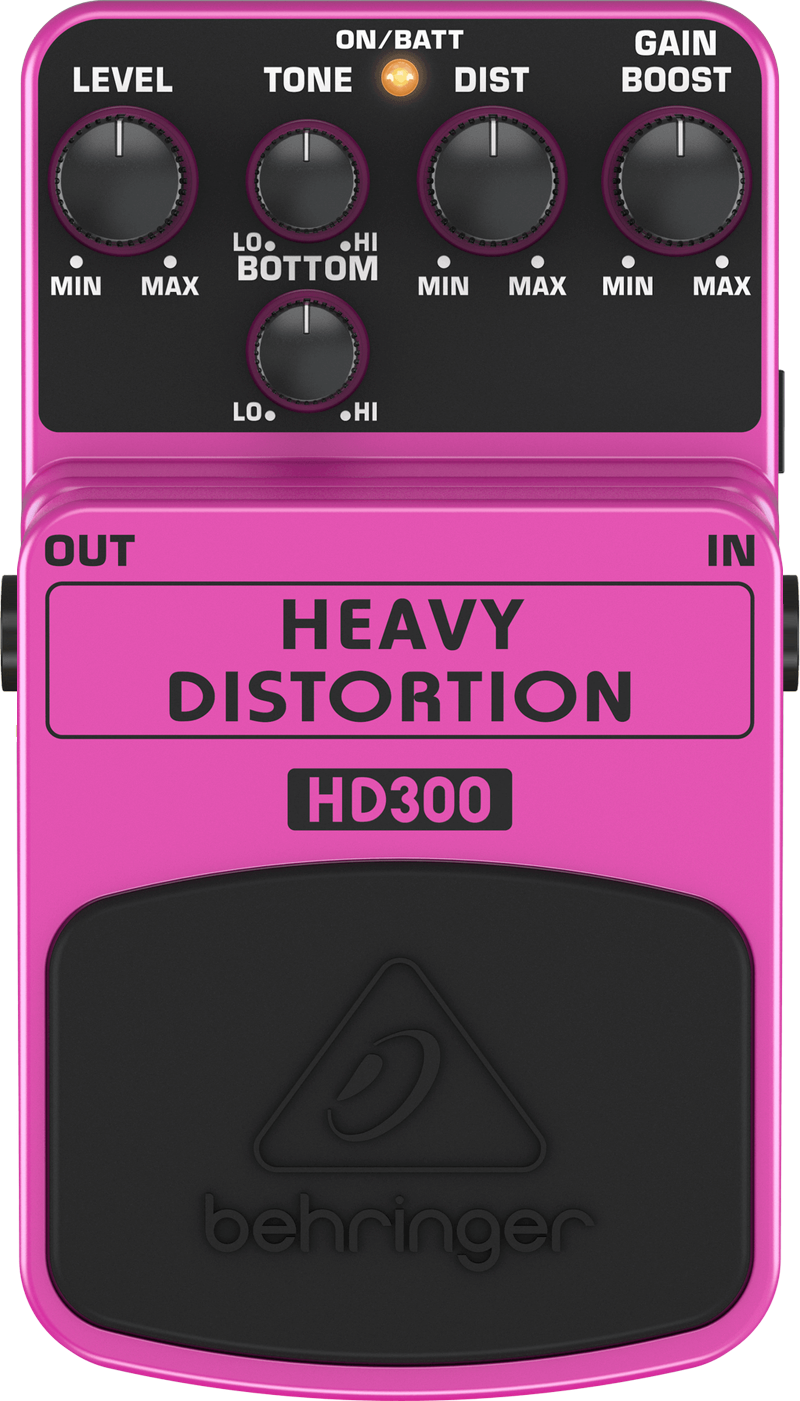 ON/BATT
LEVEL
TONE
DIST
GAIN
BOOST
LO HI
BOTTOM
MIN MAX
MIN MAX
MIN MAX
LO HI
OUT
IN
HEAVY
DISTORTION
HD300
behringer